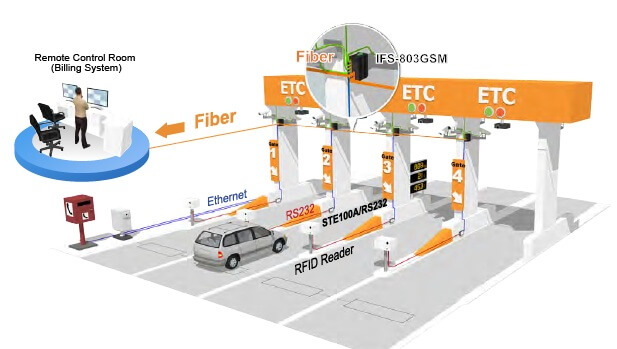 Remote Control Room
(Billing System)
Fiber
IFS-803GSM
ETC
ETC
ETC
Fiber
Gate
1
Gate
2
Gate
3
Gate
4
Ethernet
RS232
STE100A/RS232
RFID Reader